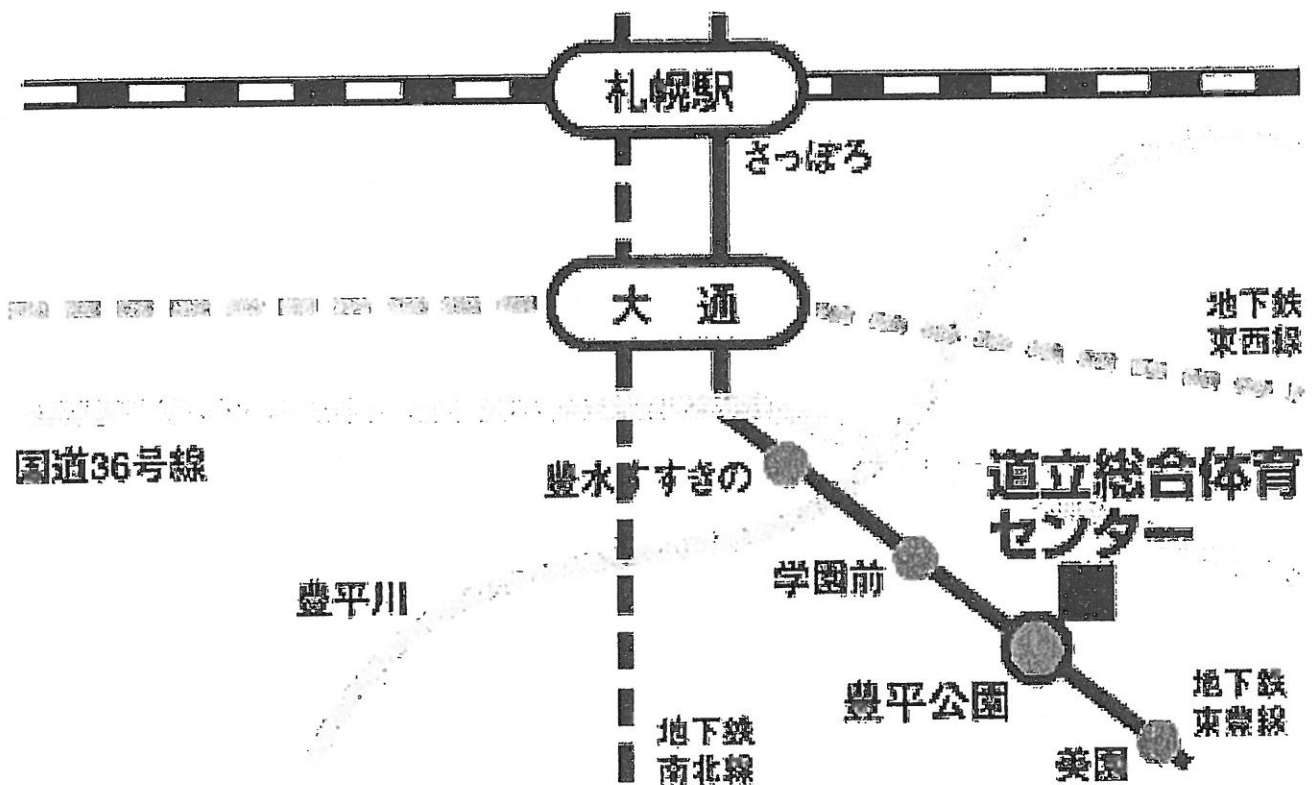 札幌駅
さっぽろ
大通
地下鉄
東西線
国道36号線
豊水すすきの
道立総合体育
センター
学園前
豊平川
豊平公園
地下鉄
東豊線
地下鉄
南北線
美園